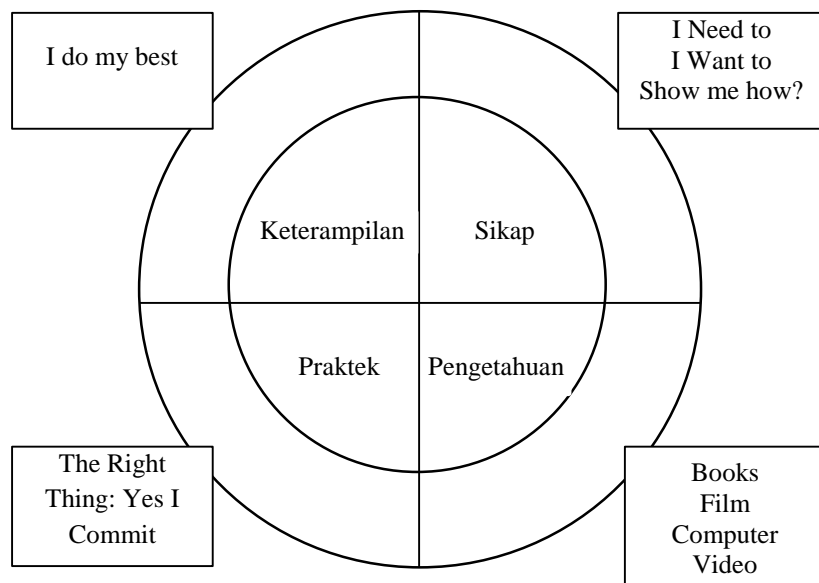 I do my best
I Need to
I Want to
Show me how?
Keterampilan
Sikap
Praktek
Pengetahuan
The Right
Thing: Yes I
Commit
Books
Film
Computer
Video